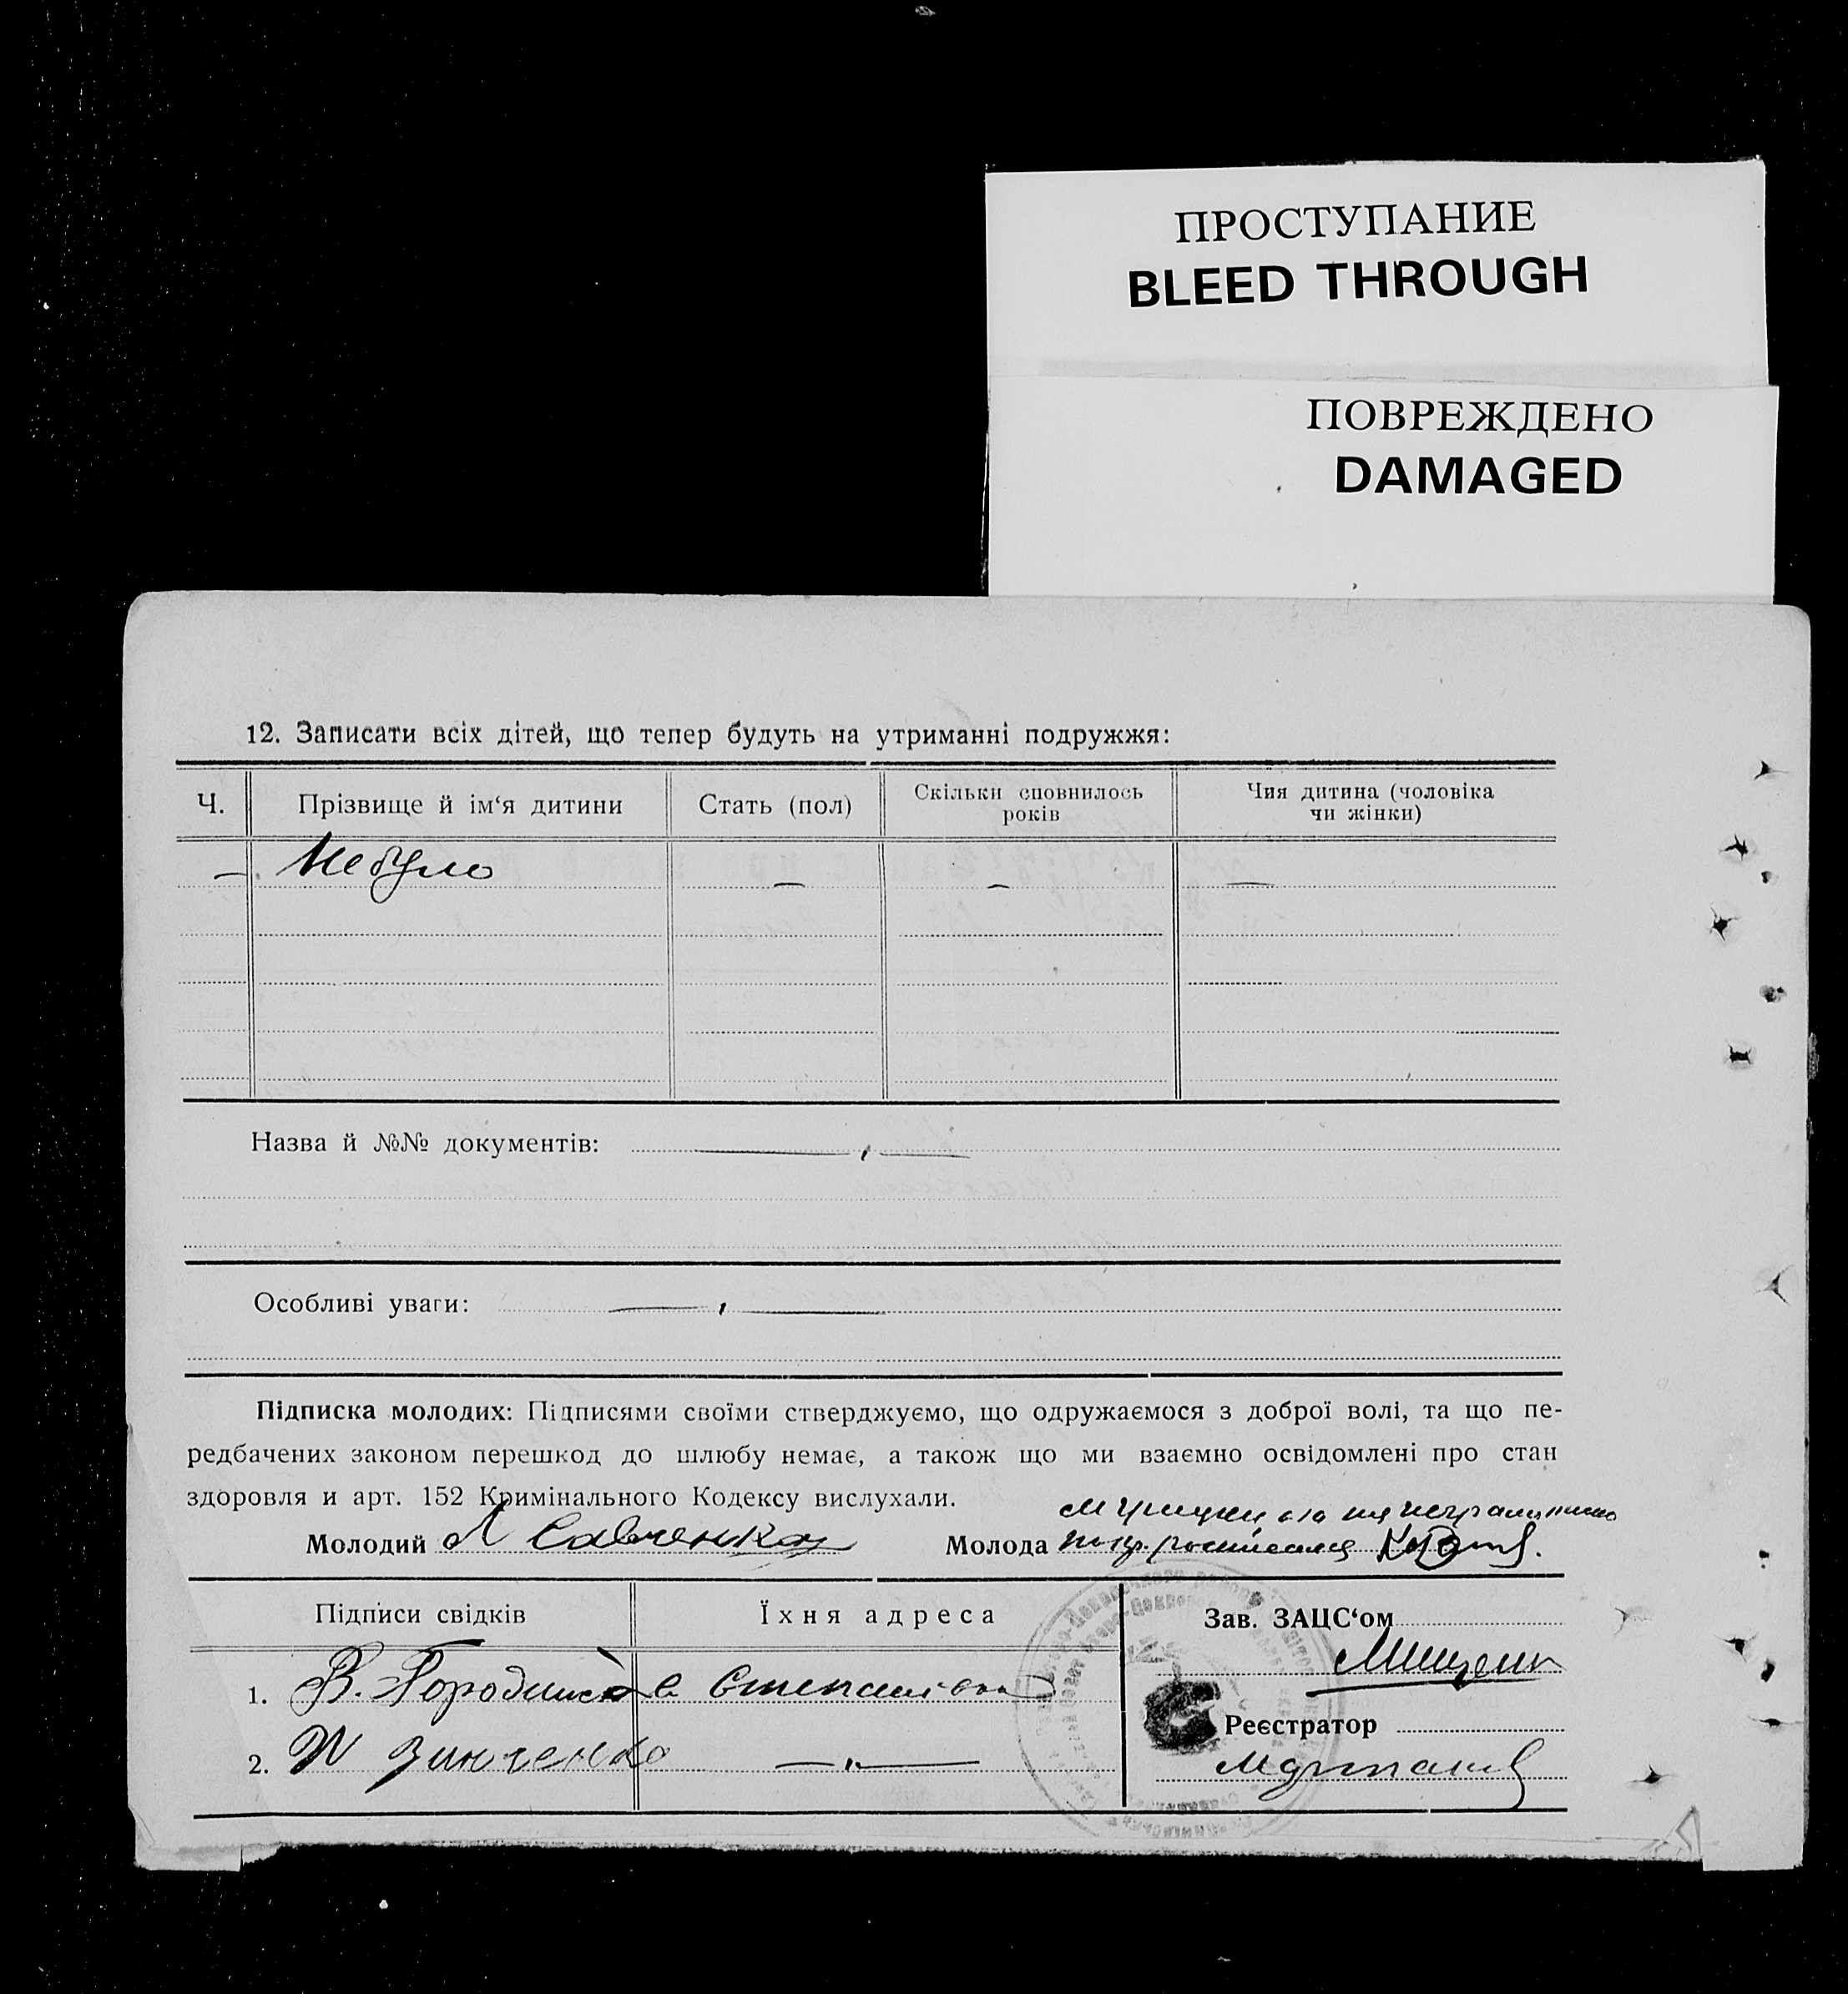 ПРОСТУПАНИЕ
BLEED THROUGH
ПОВРЕЖДЕНО
DAMAGED
12. Записати всіх дітей, що тепер будуть на утриманні подружжя:
Ч. Прізвище й ім‘я дитини Стать (пол) Скільки сповнилось років Чия дитина (чоловіка чи жінки)
— Не було — — —
Назва й №№ документів:
Особливі уваги:
Підписка молодих: Підписями своїми стверджуємо, що одружаємося з доброї волі, та що пе-
редбачених законом перешкод до шлюбу немає, а також що ми взаємно освідомлені про стан
здоровля и арт. 152 Кримінального Кодексу вислухали.
Молодий Л Савченко Молода
Підписи свідків Їхня адреса Зав. ЗАЦС‘ом
1. В. Городиск с Степанівка
Реєстратор
2. И Зинченко —„—